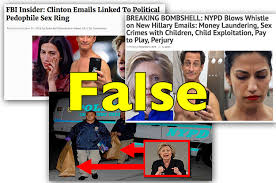 FBI Insider: Clinton Emails Linked To Political
Pedophile Sex Ring
BREAKING BOMBSHELL: NYPD Blows Whistle
on New Hillary Emails: Money Laundering, Sex
Crimes with Children, Child Exploitation, Pay
to Play, Perjury
False